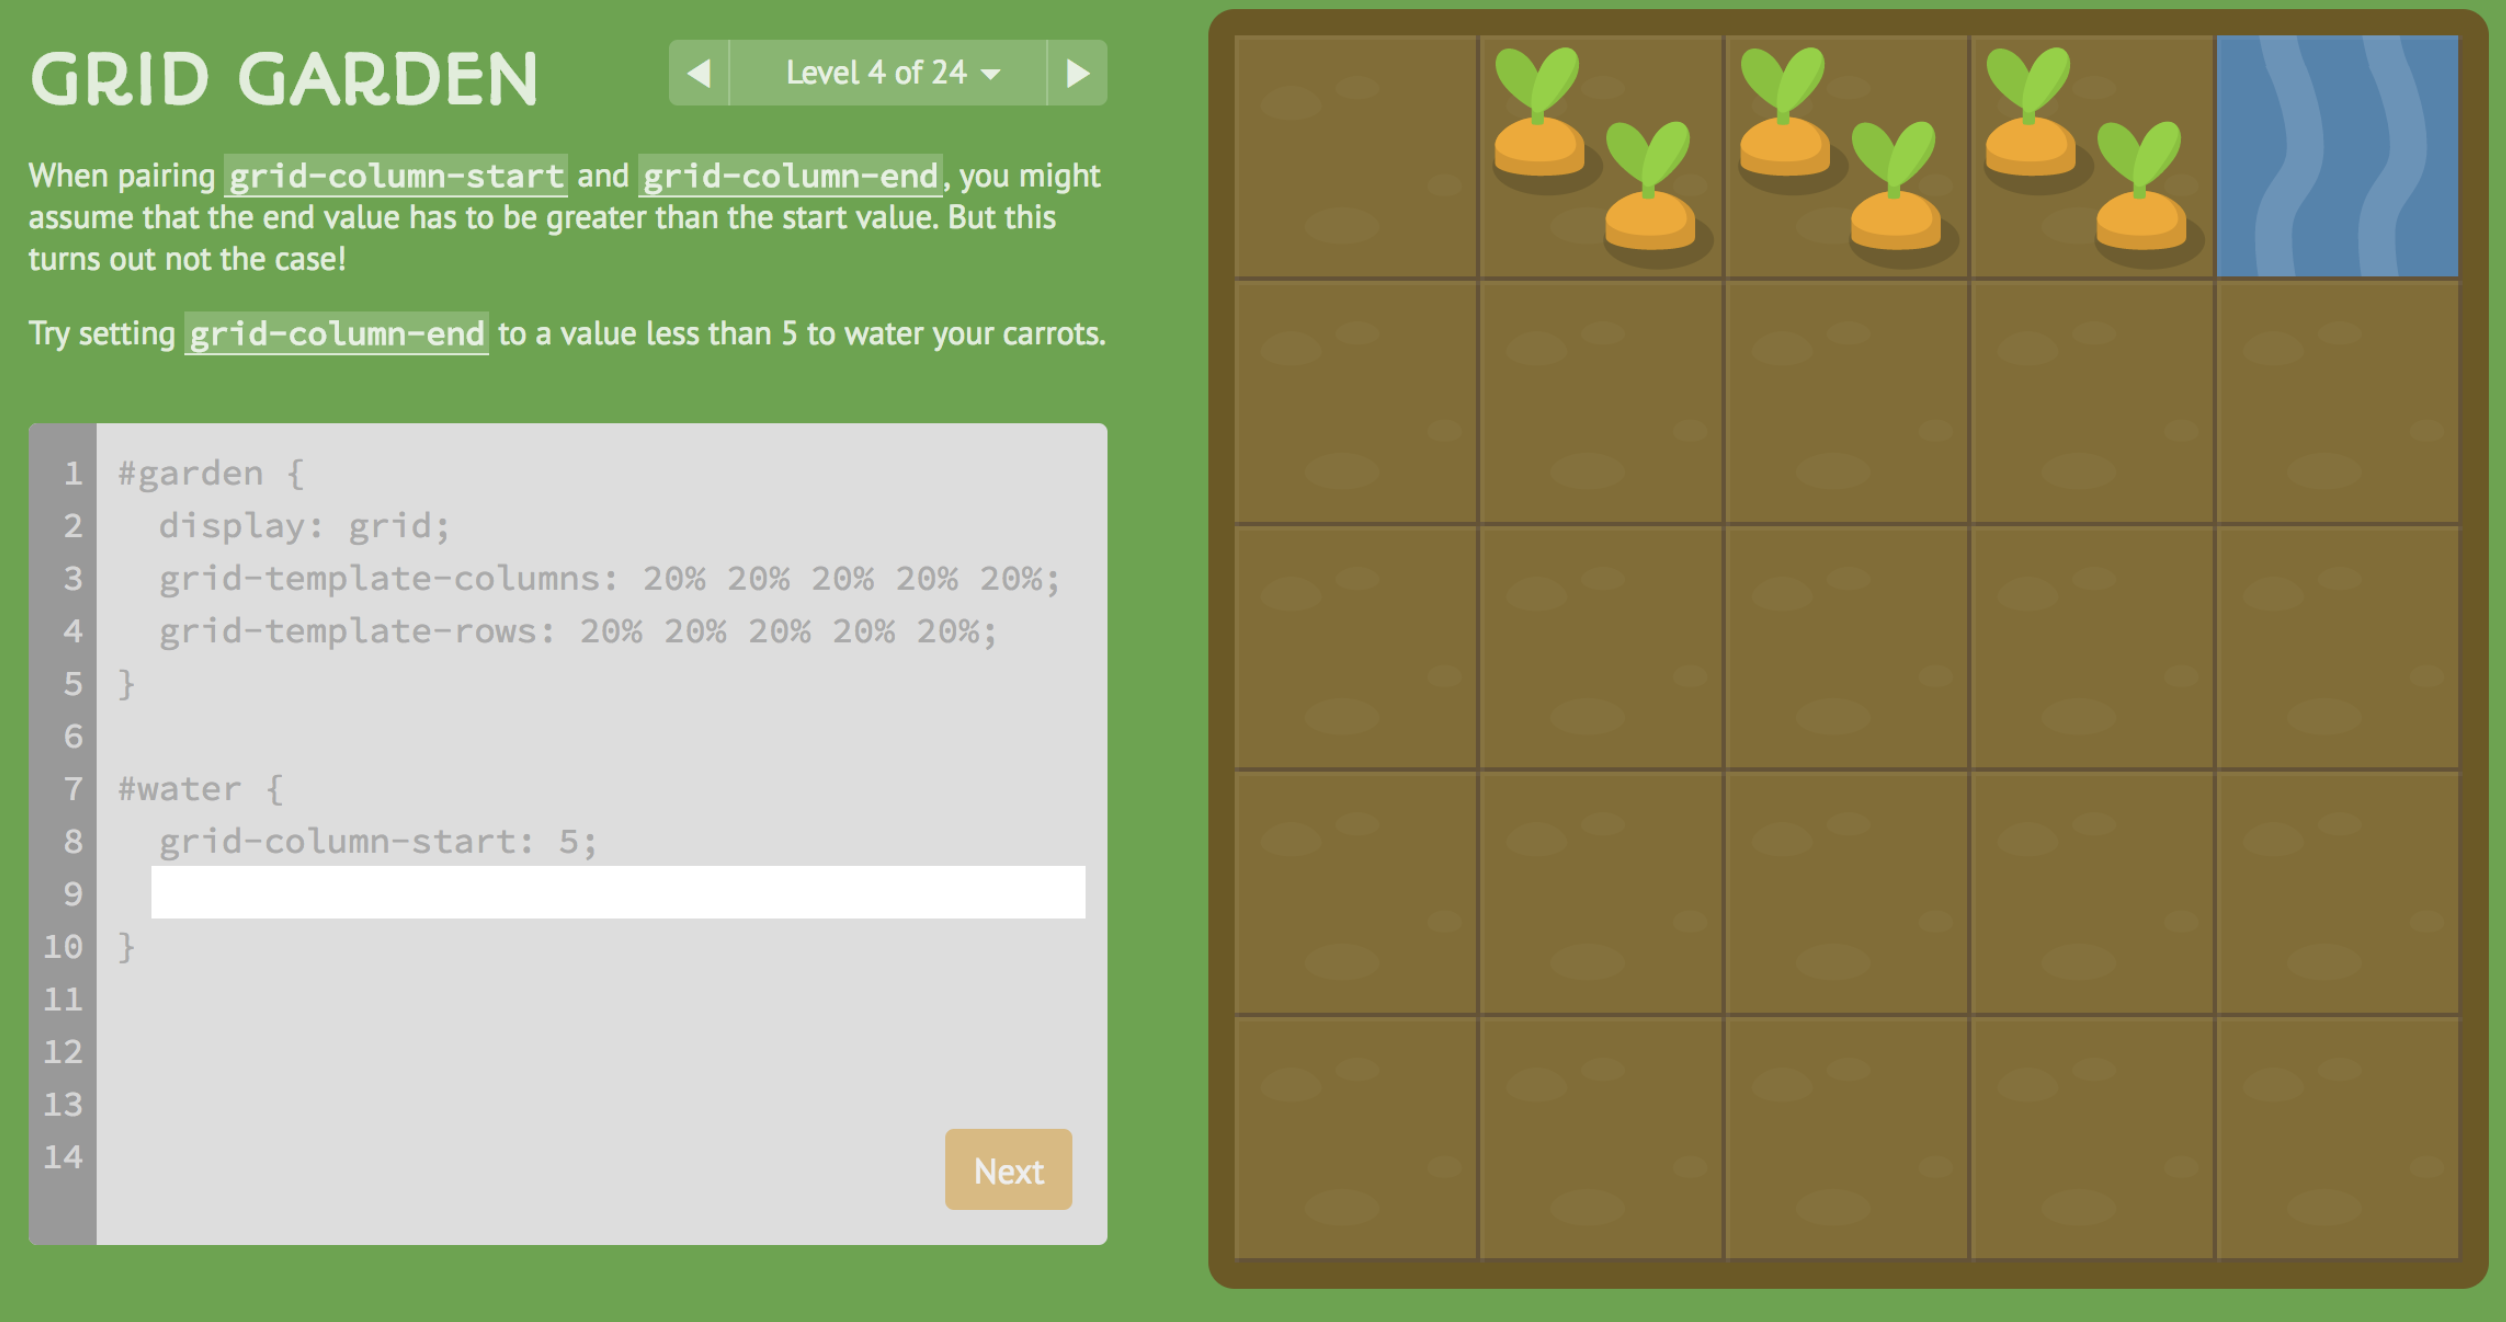 GRID GARDEN
Level 4 of 24
When pairing grid-column-start and grid-column-end, you might
assume that the end value has to be greater than the start value. But this
turns out not the case!
Try setting grid-column-end to a value less than 5 to water your carrots.
1 #garden {
2 display: grid;
3 grid-template-columns: 20% 20% 20% 20% 20%;
4 grid-template-rows: 20% 20% 20% 20% 20%;
5 }
6
7 #water {
8 grid-column-start: 5;
9
10 }
11
12
13
14
Next